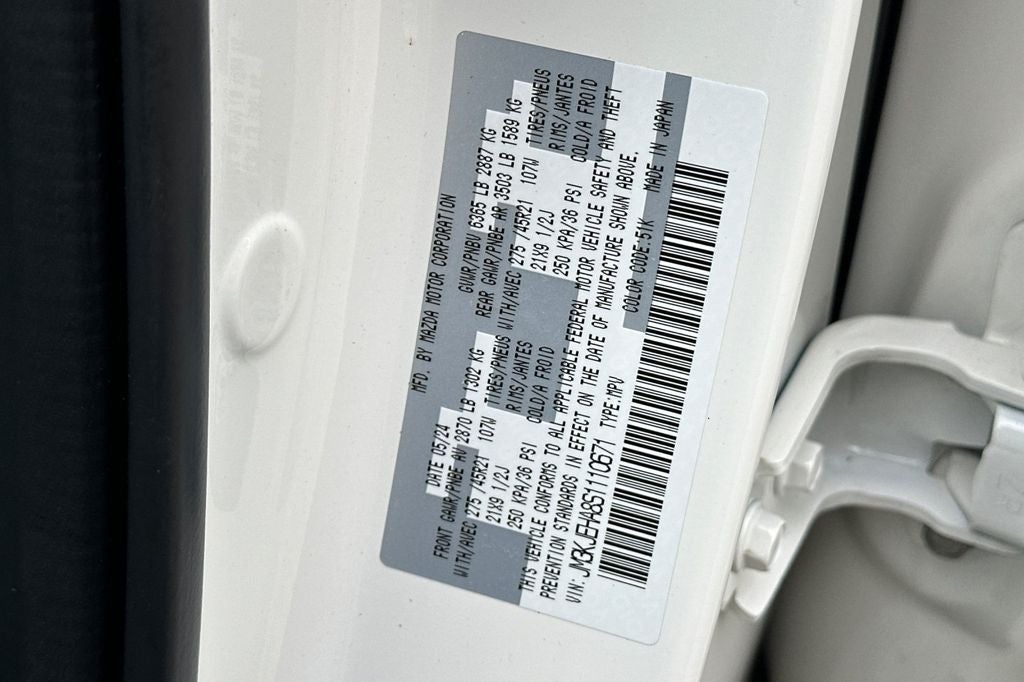 MFD. BY MAZDA MOTOR CORPORATION
DATE 05/24 GVWR/PNBV 6365 LB 2887 KG
FRONT GAWR/PNBE AV 2870 LB 1302 KG REAR GAWR/PNBE AR 3503 LB 1589 KG
WITH/AVEC 275 /45R21 107W TIRES/PNEUS WITH/AVEC 275 /45R21 107W TIRES/PNEUS
21X9 1/2J RIMS/JANTES 21X9 1/2J RIMS/JANTES
250 KPA/36 PSI COLD/A FROID 250 KPA/36 PSI COLD/A FROID
THIS VEHICLE CONFORMS TO ALL APPLICABLE FEDERAL MOTOR VEHICLE SAFETY AND THEFT
PREVENTION STANDARDS IN EFFECT ON THE DATE OF MANUFACTURE SHOWN ABOVE.
VIN: JM3KJEHA8S1110671 TYPE:MPV COLOR CODE:51K MADE IN JAPAN